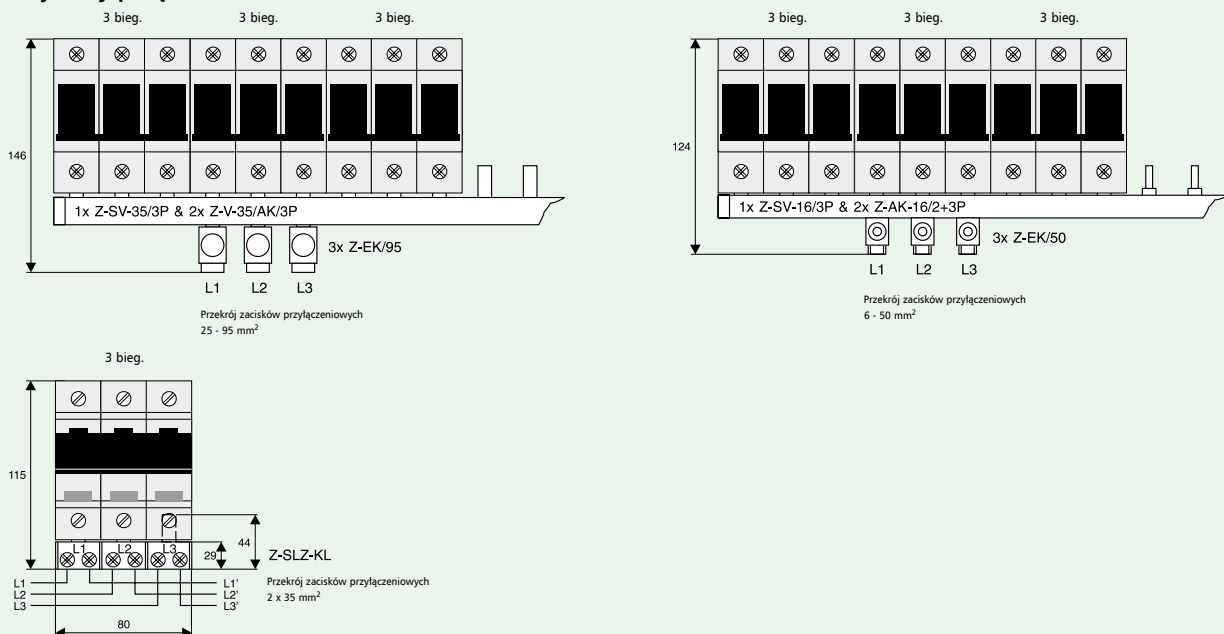 3 bieg. 3 bieg. 3 bieg.
146
1x Z-SV-35/3P & 2x Z-V-35/AK/3P
3x Z-EK/95
L1 L2 L3
Przekrój zacisków przyłączeniowych
25 - 95 mm²
3 bieg. 3 bieg. 3 bieg.
124
1x Z-SV-16/3P & 2x Z-AK-16/2+3P
3x Z-EK/50
L1 L2 L3
Przekrój zacisków przyłączeniowych
6 - 50 mm²
3 bieg.
115
L1 L2 L3
29
44
Z-SLZ-KL
Przekrój zacisków przyłączeniowych
2 x 35 mm²
L1 L1'
L2 L2'
L3 L3'
80